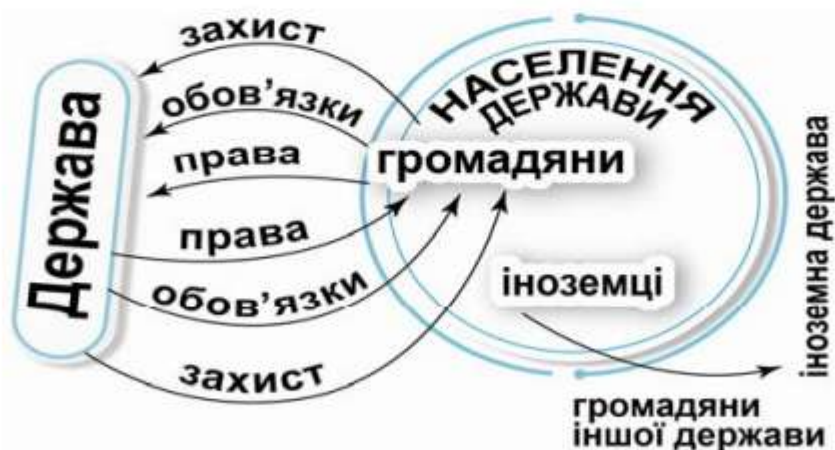 Держава
захист
обов’язки
права
права
обов’язки
захист
НАСЕЛЕННЯ
ДЕРЖАВИ
громадяни
іноземці
громадяни
іншої держави
іноземна держава